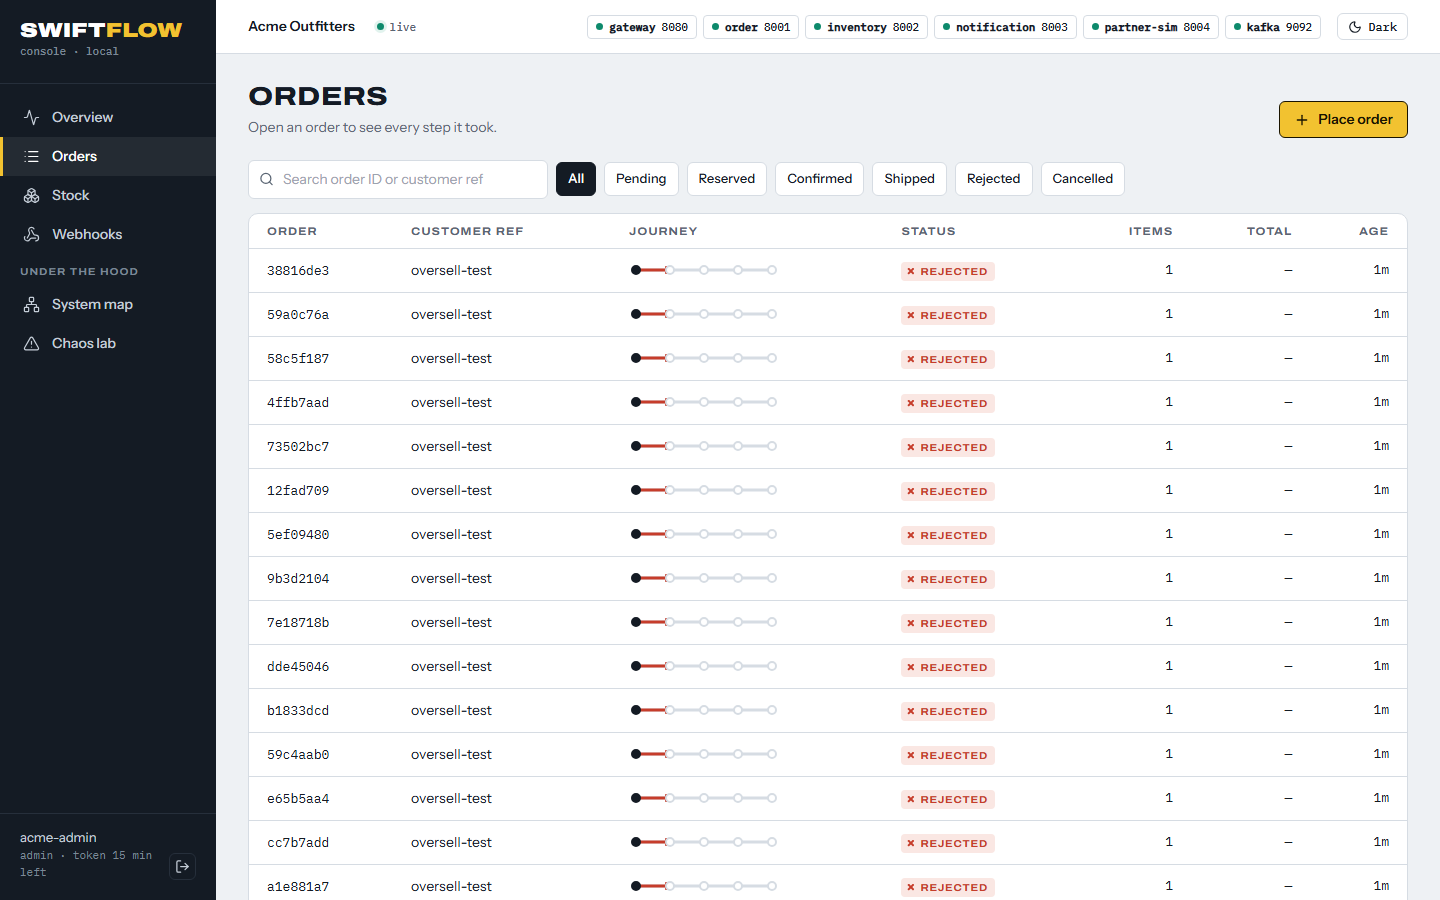 SWIFTFLOW
console · local
Overview
Orders
Stock
Webhooks
UNDER THE HOOD
System map
Chaos lab
acme-admin
admin · token 15 min
left
Acme Outfitters live gateway 8080 order 8001 inventory 8002 notification 8003 partner-sim 8004 kafka 9092 Dark
ORDERS
Open an order to see every step it took.
Place order
Search order ID or customer ref All Pending Reserved Confirmed Shipped Rejected Cancelled
ORDER CUSTOMER REF JOURNEY STATUS ITEMS TOTAL AGE
38816de3 oversell-test × REJECTED 1 — 1m
59a0c76a oversell-test × REJECTED 1 — 1m
58c5f187 oversell-test × REJECTED 1 — 1m
4ffb7aad oversell-test × REJECTED 1 — 1m
73502bc7 oversell-test × REJECTED 1 — 1m
12fad709 oversell-test × REJECTED 1 — 1m
5ef09480 oversell-test × REJECTED 1 — 1m
9b3d2104 oversell-test × REJECTED 1 — 1m
7e18718b oversell-test × REJECTED 1 — 1m
dde45046 oversell-test × REJECTED 1 — 1m
b1833dcd oversell-test × REJECTED 1 — 1m
59c4aab0 oversell-test × REJECTED 1 — 1m
e65b5aa4 oversell-test × REJECTED 1 — 1m
cc7b7add oversell-test × REJECTED 1 — 1m
a1e881a7 oversell-test × REJECTED 1 — 1m